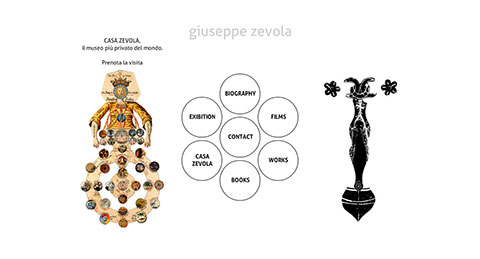 giuseppe zevola
CASA ZEVOLA,
il museo più privato del mondo.
Prenota la visita
BIOGRAPHY
EXIBITION
FILMS
CONTACT
CASA
ZEVOLA
WORKS
BOOKS